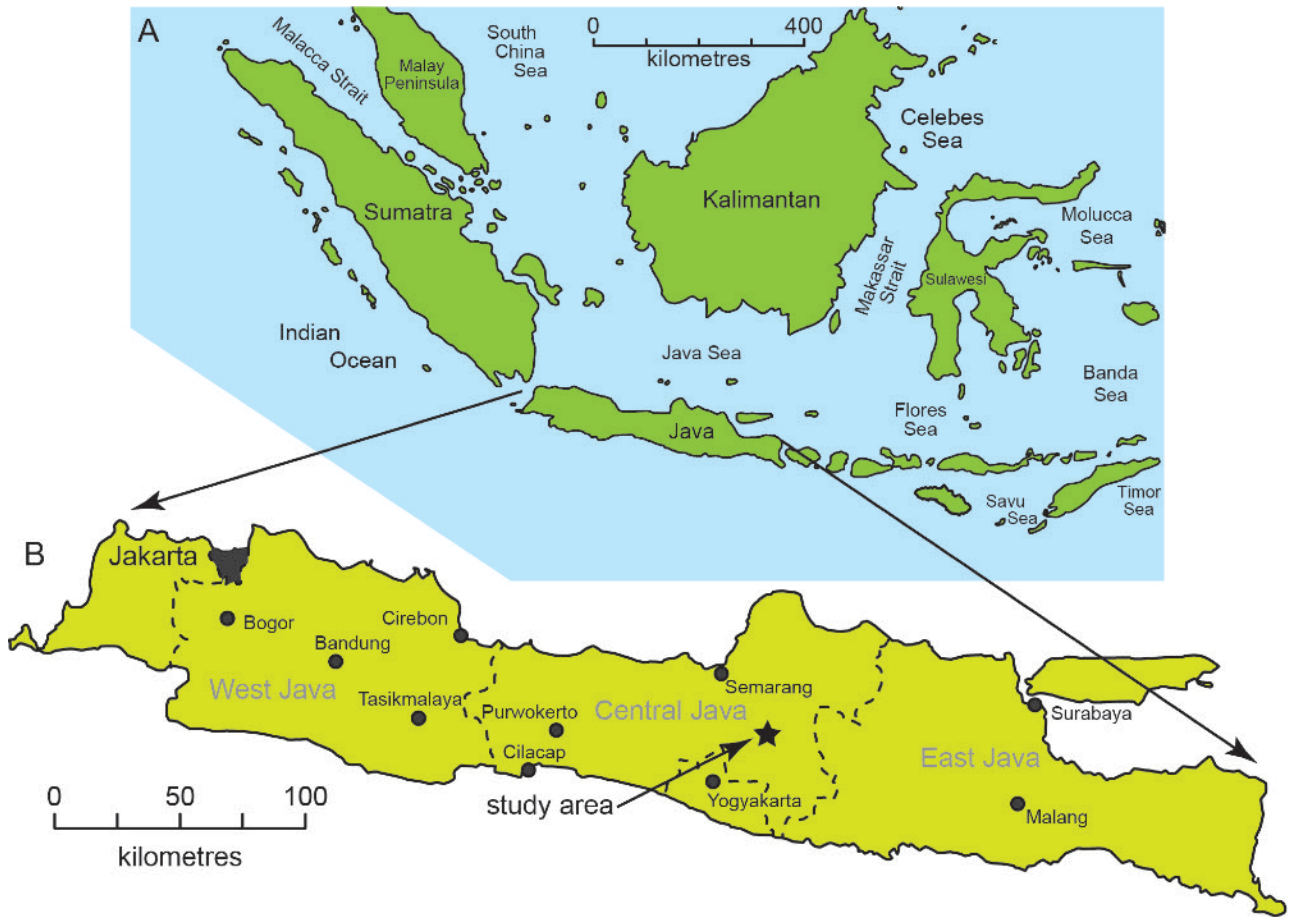 A
0
400
kilometres
Malacca Strait
Malay
Peninsula
South
China
Sea
Celebes
Sea
Sumatra
Kalimantan
Makassar
Strait
Sulawesi
Molucca
Sea
Indian
Ocean
Java Sea
Java
Flores
Sea
Banda
Sea
Savu
Sea
Timor
Sea
B
Jakarta
Bogor
Bandung
Cirebon
West Java
Tasikmalaya
Purwokerto
Cilacap
Central Java
Semarang
study area
Yogyakarta
East Java
Surabaya
Malang
0
50
100
kilometres